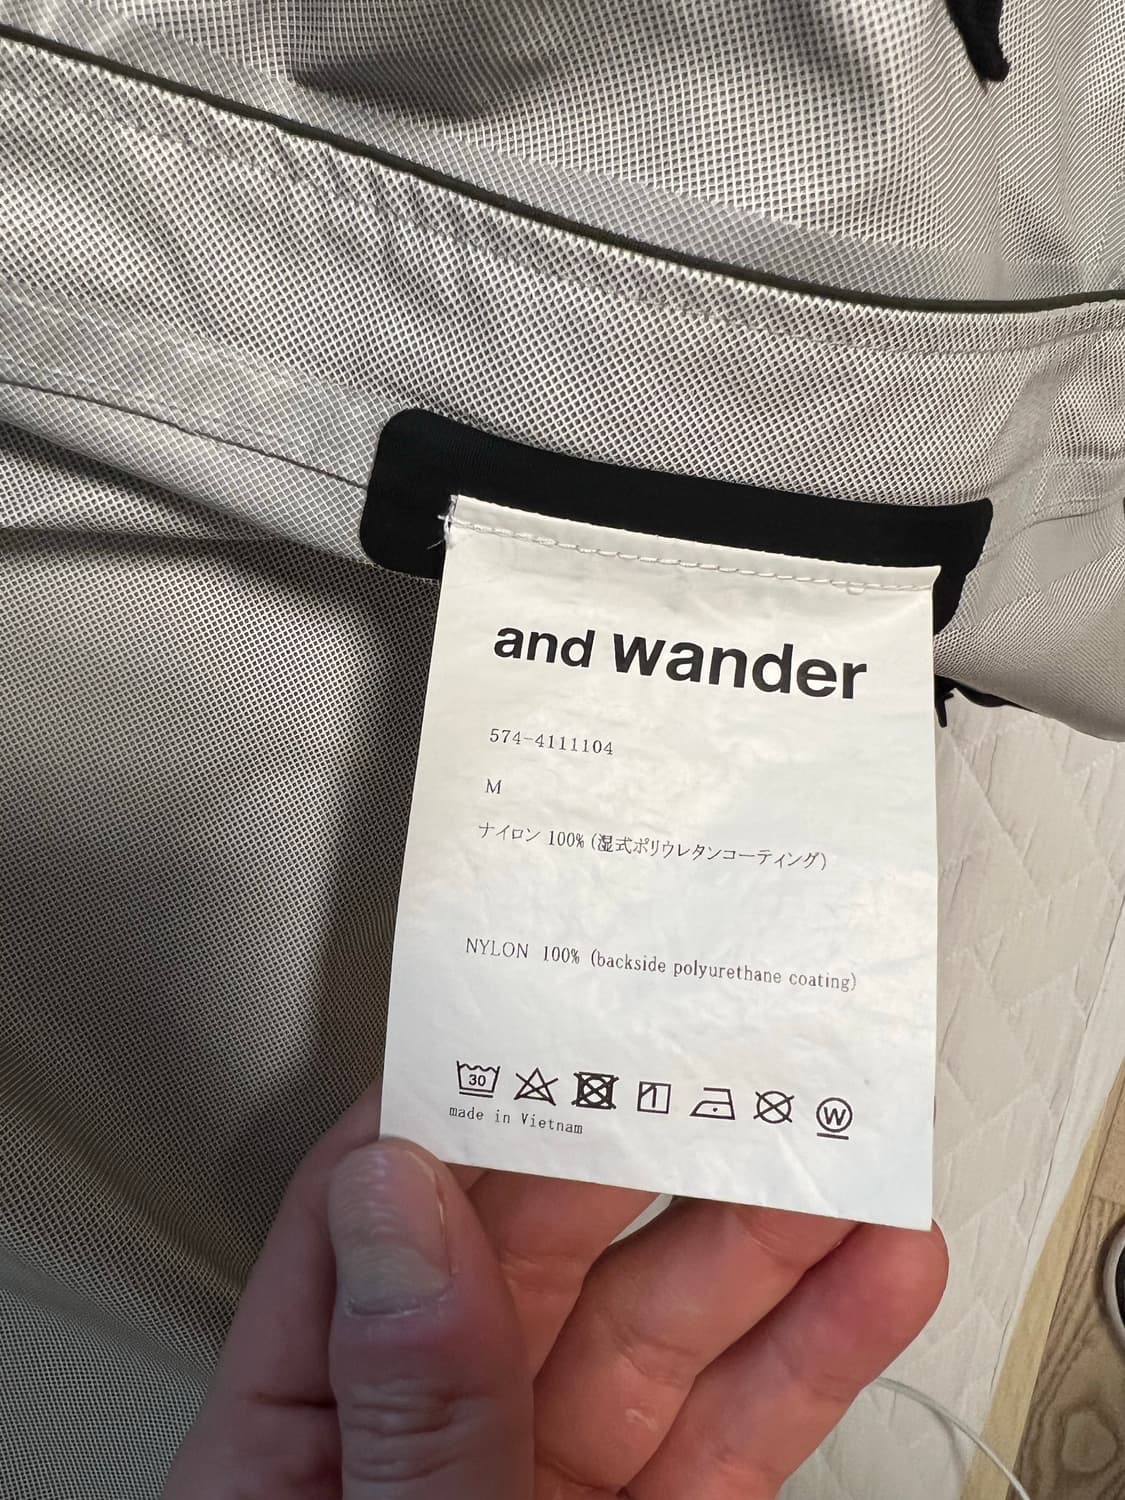 and wander
574-4111104
M
ナイロン 100% (湿式ポリウレタンコーティング)
NYLON 100% (backside polyurethane coating)
30 W
made in Vietnam